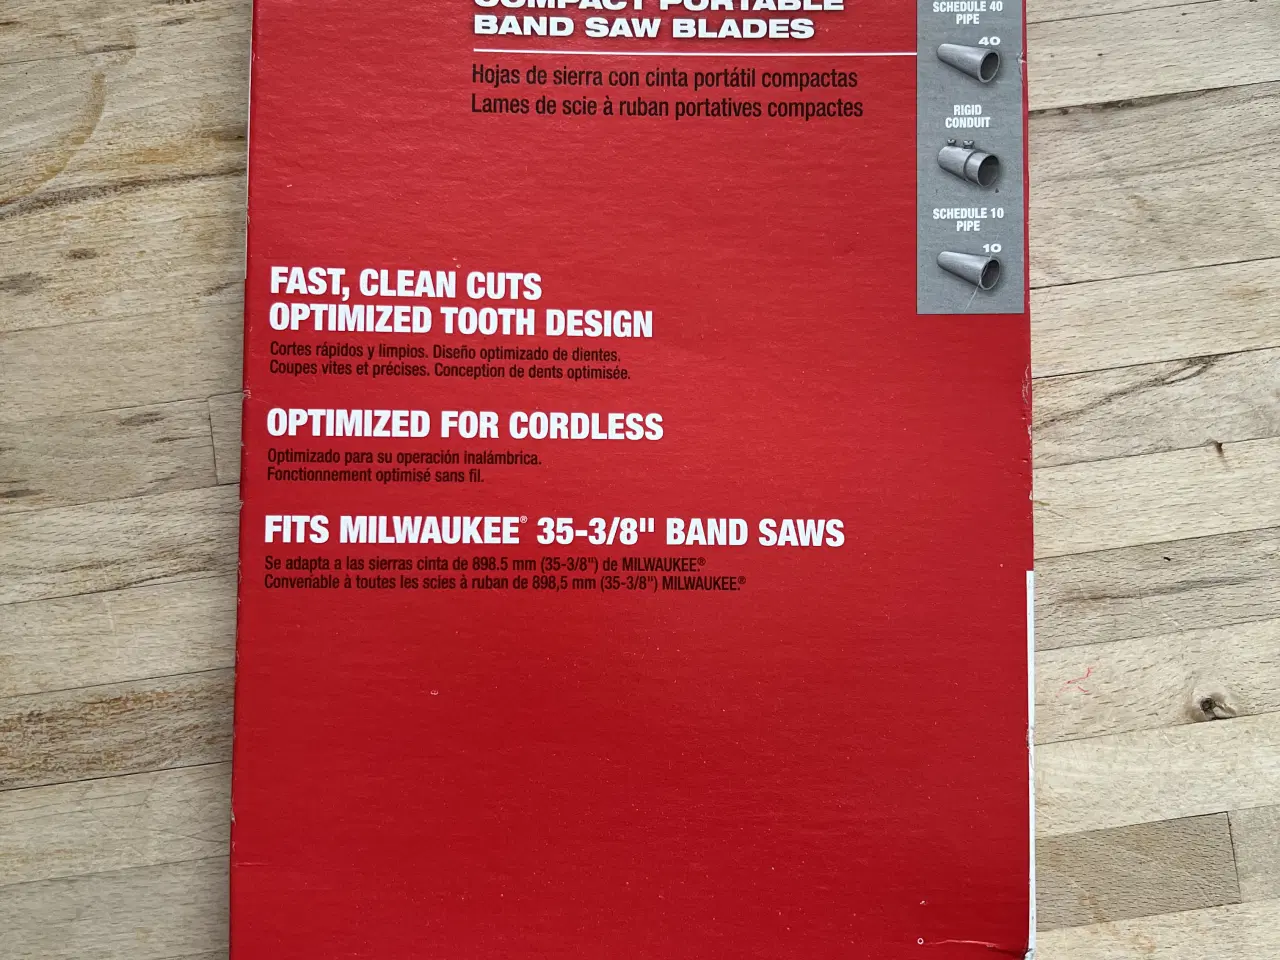 COMPACT PORTABLE
BAND SAW BLADES
Hojas de sierra con cinta portátil compactas
Lames de scie à ruban portatives compactes
SCHEDULE 40
PIPE
40
RIGID
CONDUIT
SCHEDULE 10
PIPE
10
FAST, CLEAN CUTS
OPTIMIZED TOOTH DESIGN
Cortes rápidos y limpios. Diseño optimizado de dientes.
Coupes vites et précises. Conception de dents optimisée.
OPTIMIZED FOR CORDLESS
Optimizado para su operación inalámbrica.
Fonctionnement optimisé sans fil.
FITS MILWAUKEE® 35-3/8" BAND SAWS
Se adapta a las sierras cinta de 898.5 mm (35-3/8") de MILWAUKEE®
Convenable à toutes les scies à ruban de 898,5 mm (35-3/8") MILWAUKEE®